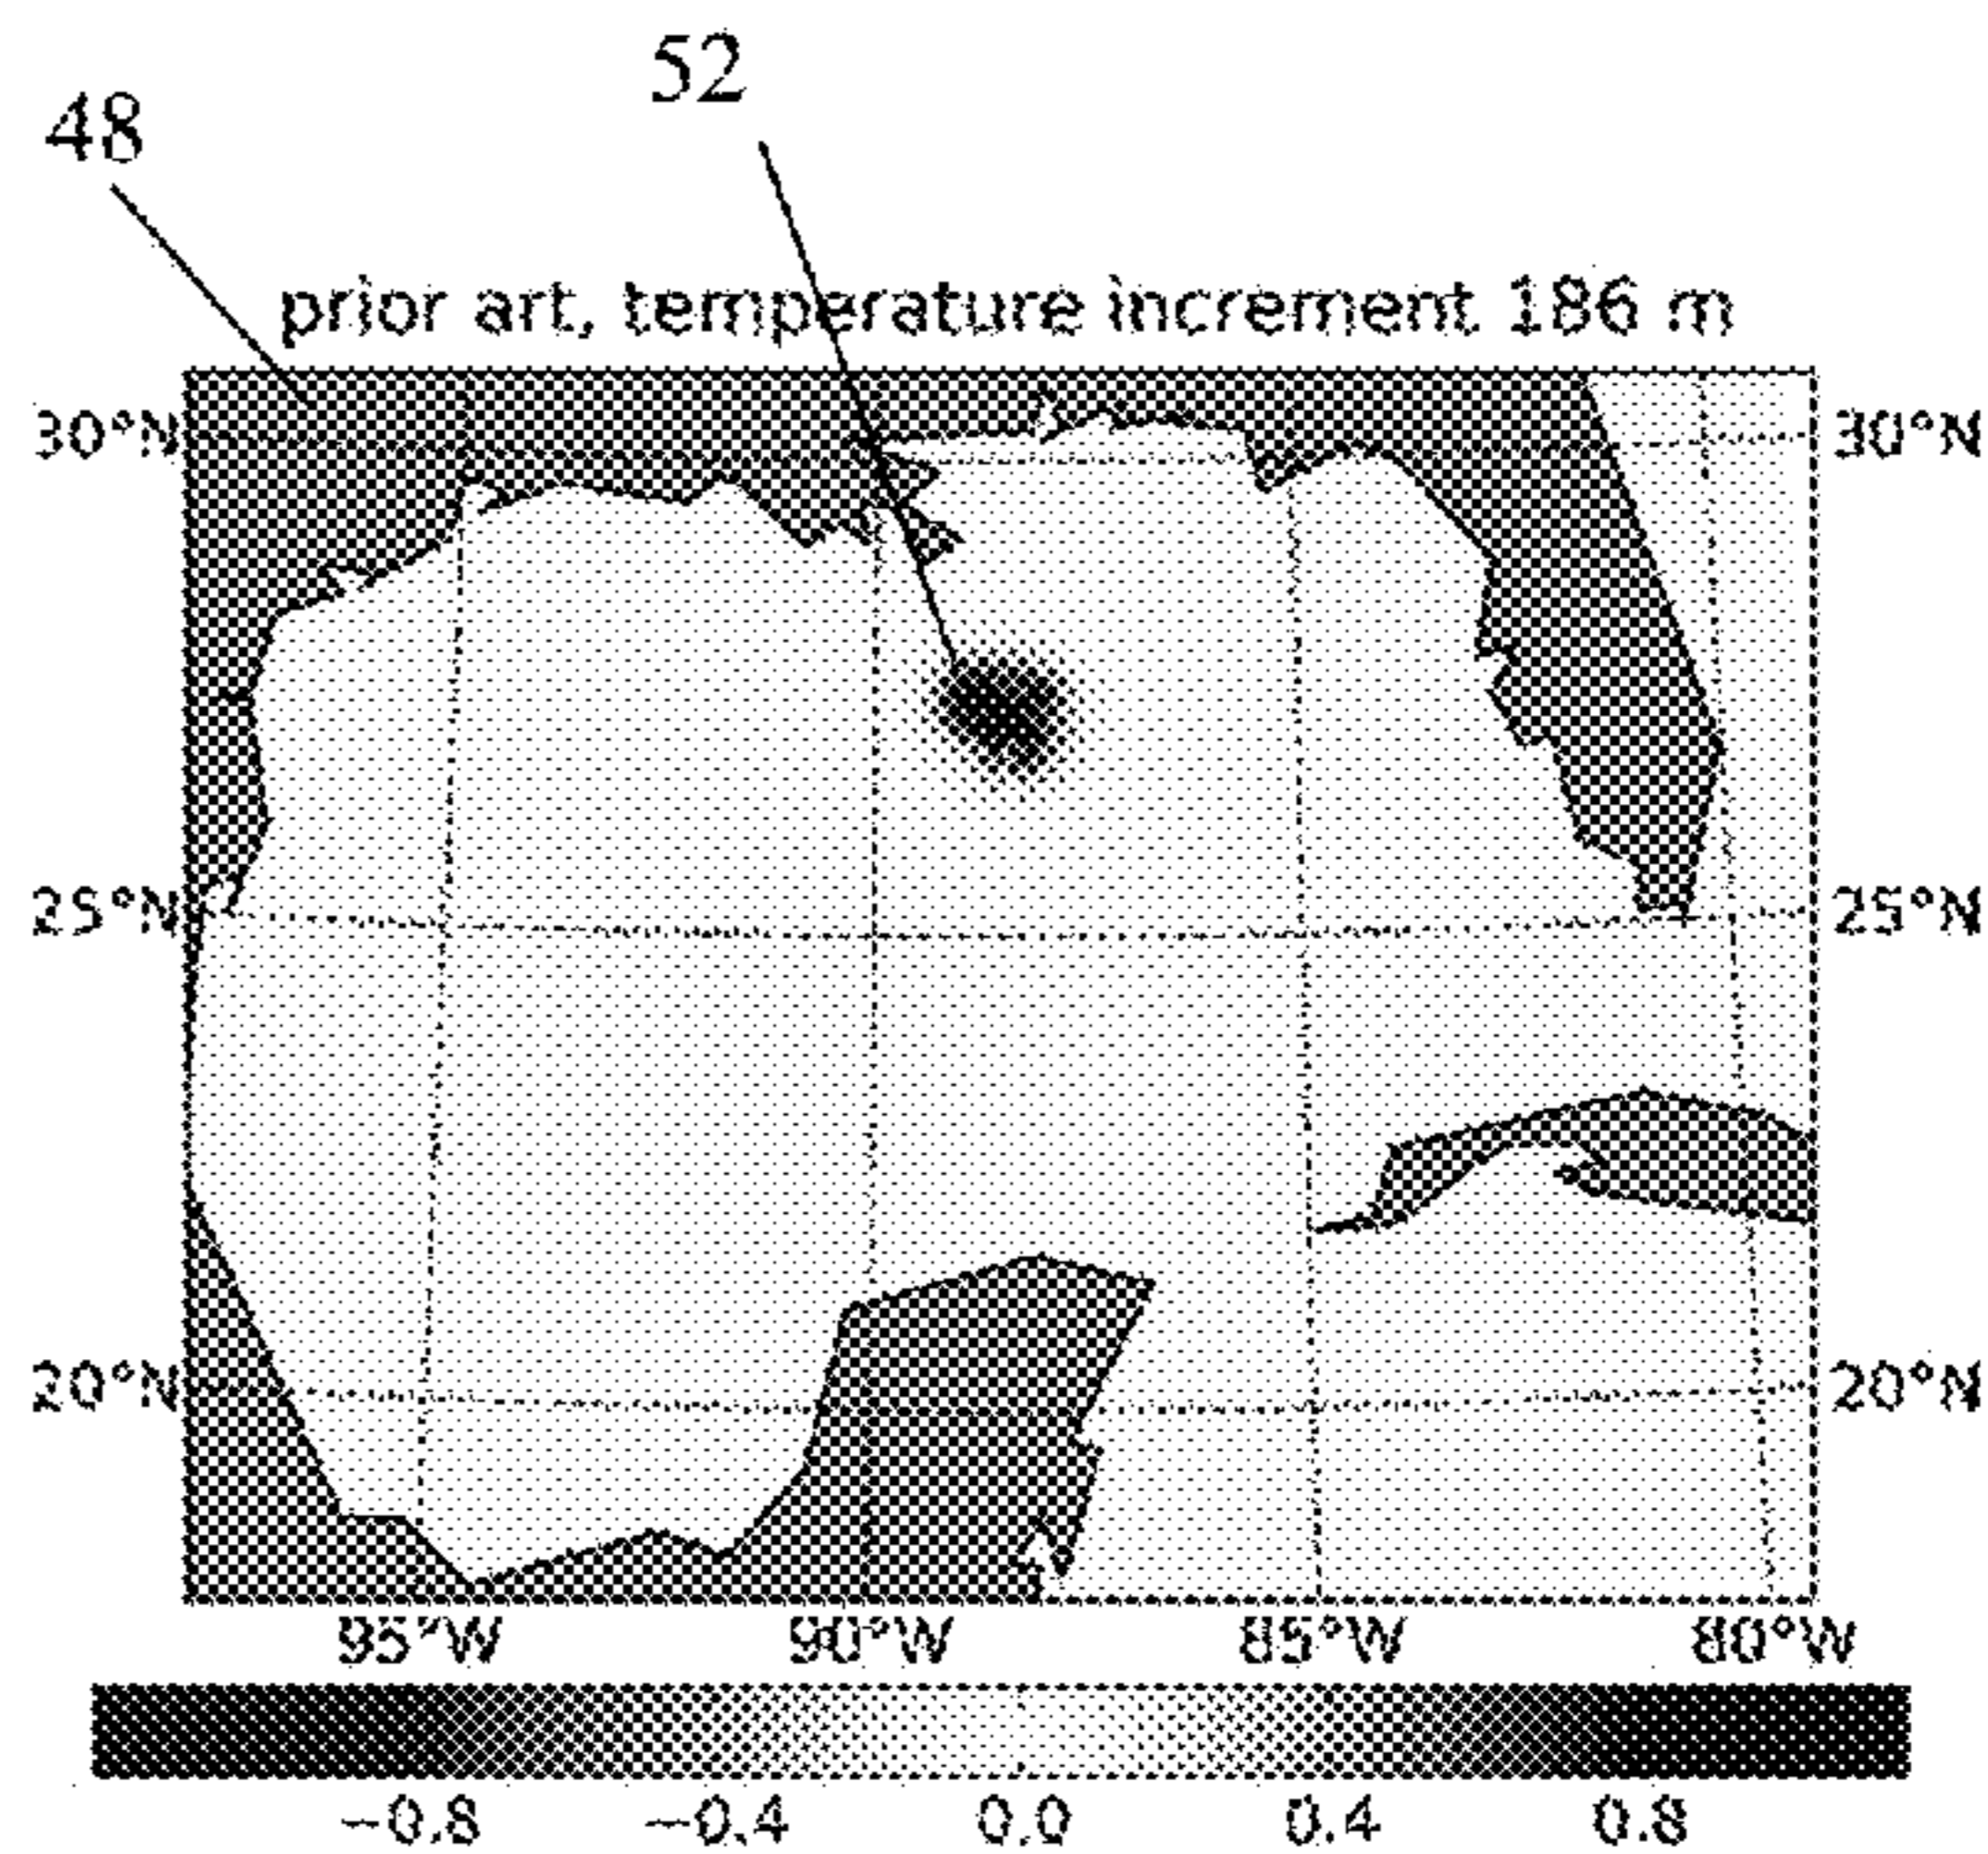 52
48
prior art, temperature increment 186 m
30°N 30°N
25°N 25°N
20°N 20°N
95°W 90°W 85°W 80°W
−0.8 −0.4 0.0 0.4 0.8